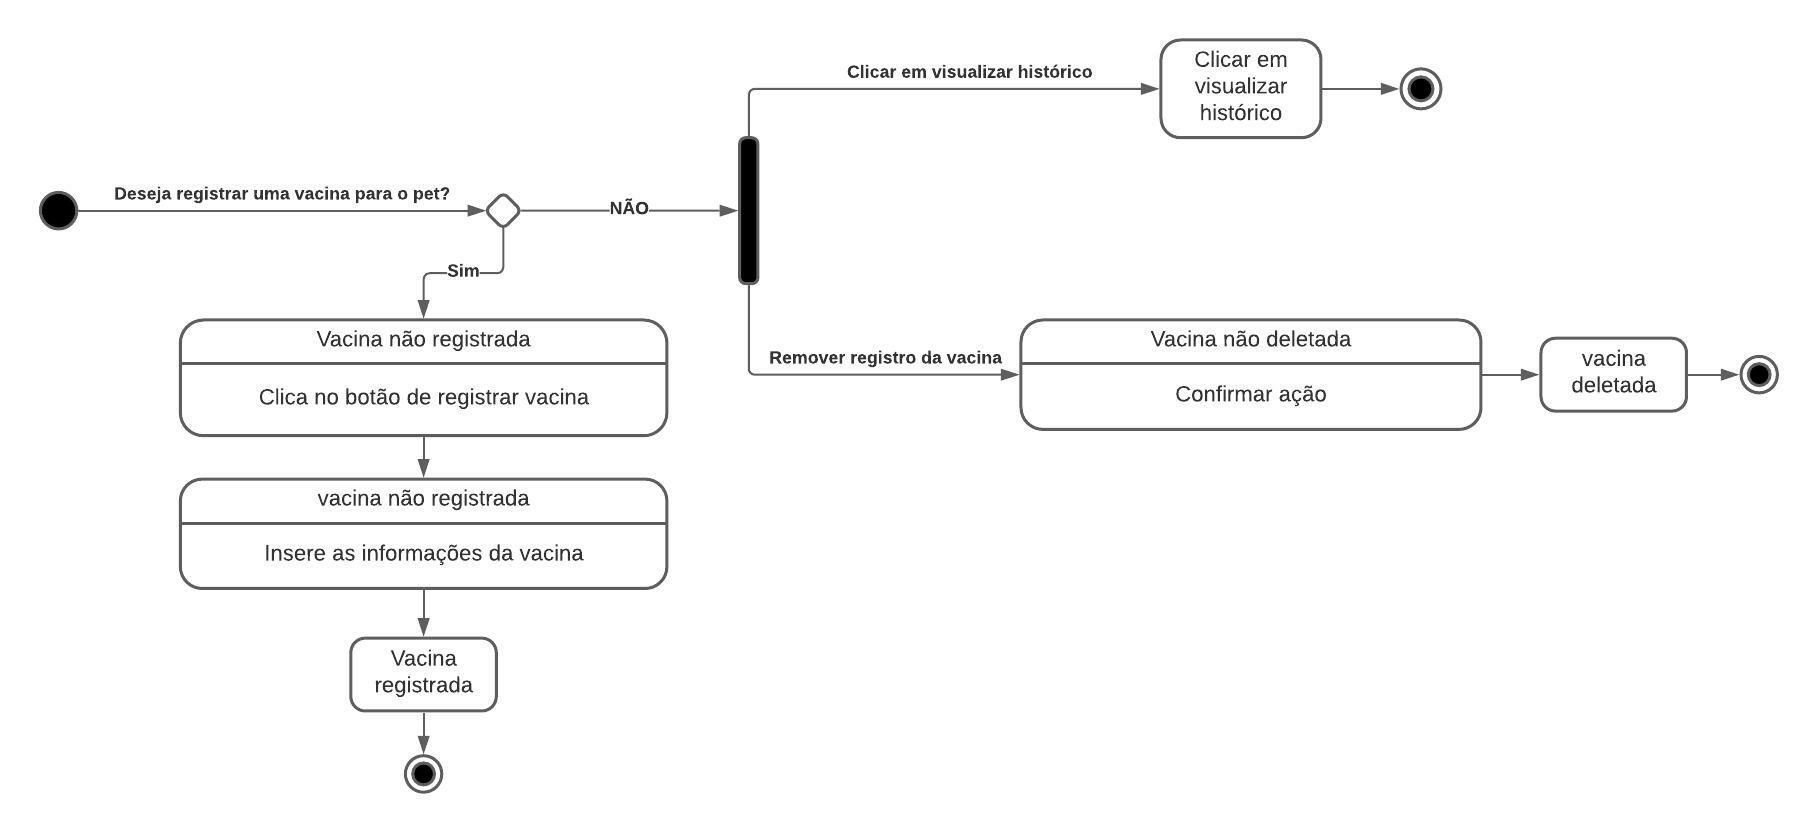 Clicar em visualizar histórico
Clicar em
visualizar
histórico
Deseja registrar uma vacina para o pet?
NÃO
Sim
Vacina não registrada
Clica no botão de registrar vacina
Remover registro da vacina
Vacina não deletada
Confirmar ação
vacina
deletada
vacina não registrada
Insere as informações da vacina
Vacina
registrada